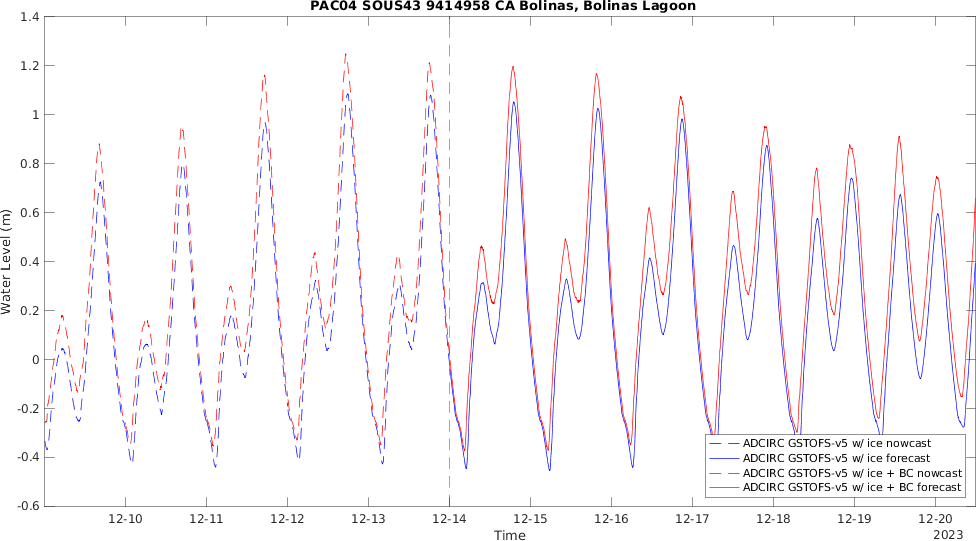 PAC04 SOUS43 9414958 CA Bolinas, Bolinas Lagoon
1.4
1.2
1
0.8
0.6
0.4
0.2
0
-0.2
-0.4
-0.6
Water Level (m)
ADCIRC GSTOFS-v5 w/ ice nowcast
ADCIRC GSTOFS-v5 w/ ice forecast
ADCIRC GSTOFS-v5 w/ ice + BC nowcast
ADCIRC GSTOFS-v5 w/ ice + BC forecast
12-10 12-11 12-12 12-13 12-14 12-15 12-16 12-17 12-18 12-19 12-20
Time 2023